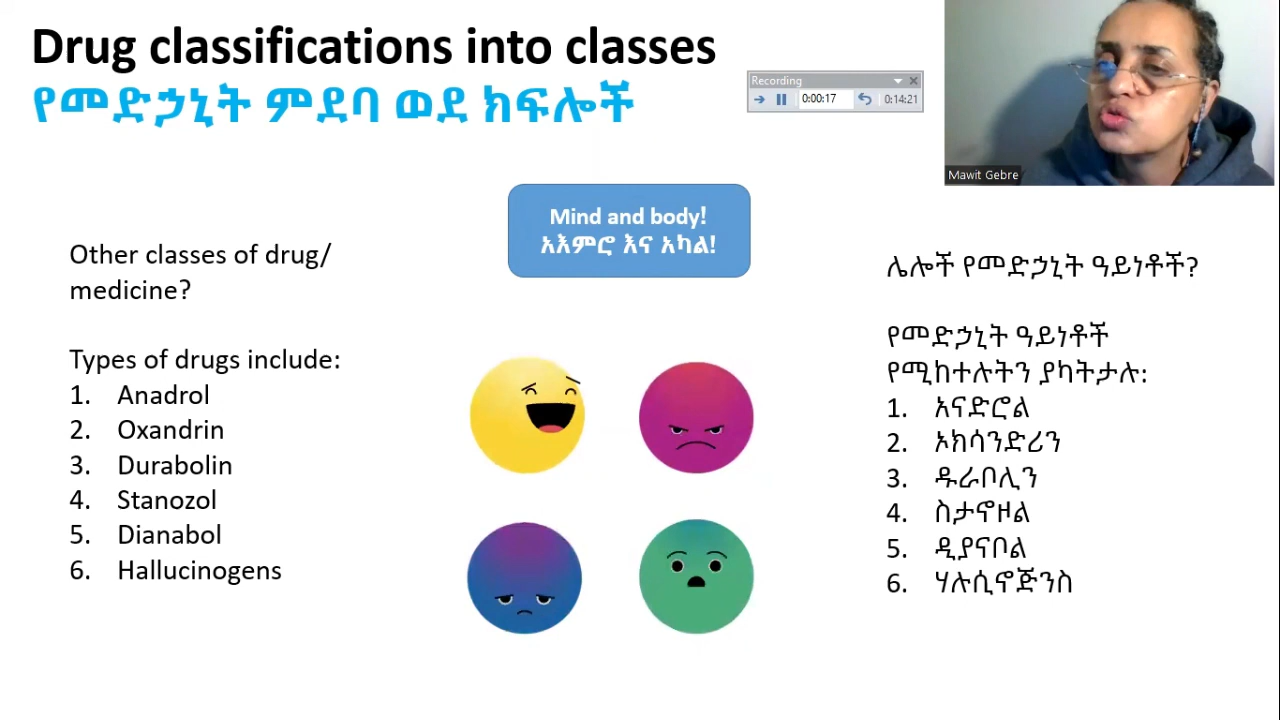 Drug classifications into classes
የመድኃኒት ምደባ ወደ ክፍሎች
Recording
0:00:17
0:14:21
Mawit Gebre
Mind and body!
አእምሮ እና አካል!
Other classes of drug/
medicine?
Types of drugs include:
1. Anadrol
2. Oxandrin
3. Durabolin
4. Stanozol
5. Dianabol
6. Hallucinogens
ሌሎች የመድኃኒት ዓይነቶች?
የመድኃኒት ዓይነቶች
የሚከተሉትን ያካትታሉ:
1. አናድሮል
2. ኦክሳንድሪን
3. ዱራቦሊን
4. ስታኖዞል
5. ዲያናቦል
6. ሃሉሲኖጅንስ